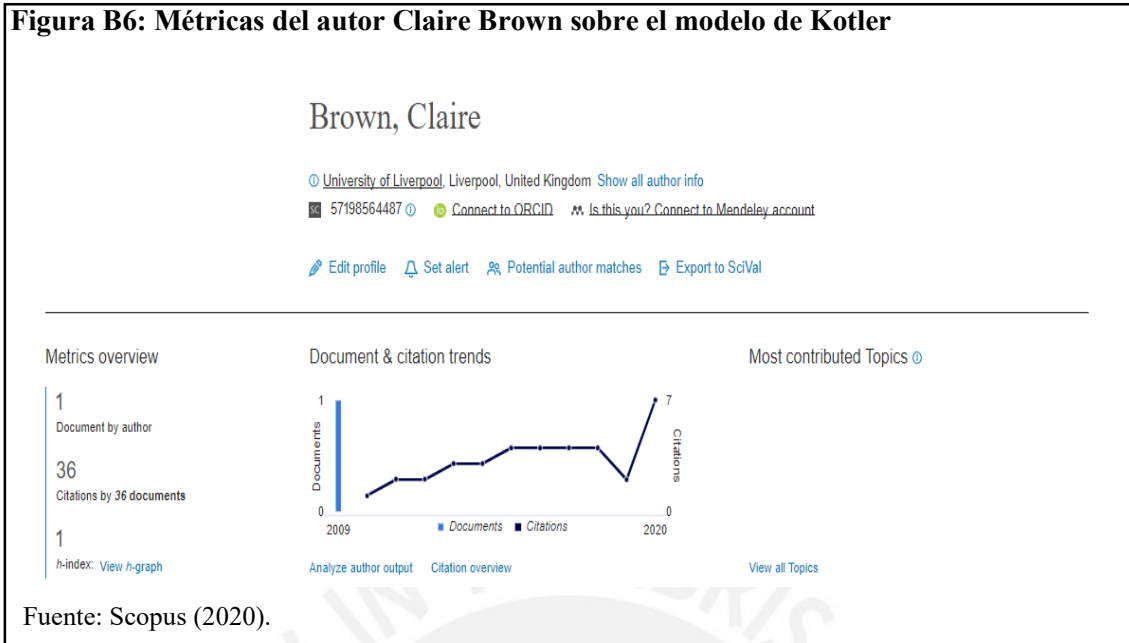 Figura B6: Métricas del autor Claire Brown sobre el modelo de Kotler
Brown, Claire
University of Liverpool, Liverpool, United Kingdom Show all author info
SC 57198564487 Connect to ORCID Is this you? Connect to Mendeley account
Edit profile Set alert Potential author matches Export to SciVal
Metrics overview
1
Document by author
36
Citations by 36 documents
1
h-index: View h-graph
Document & citation trends
1
7
Documents
Citations
0
0
2009
2020
Documents Citations
Analyze author output Citation overview
Most contributed Topics
View all Topics
Fuente: Scopus (2020).